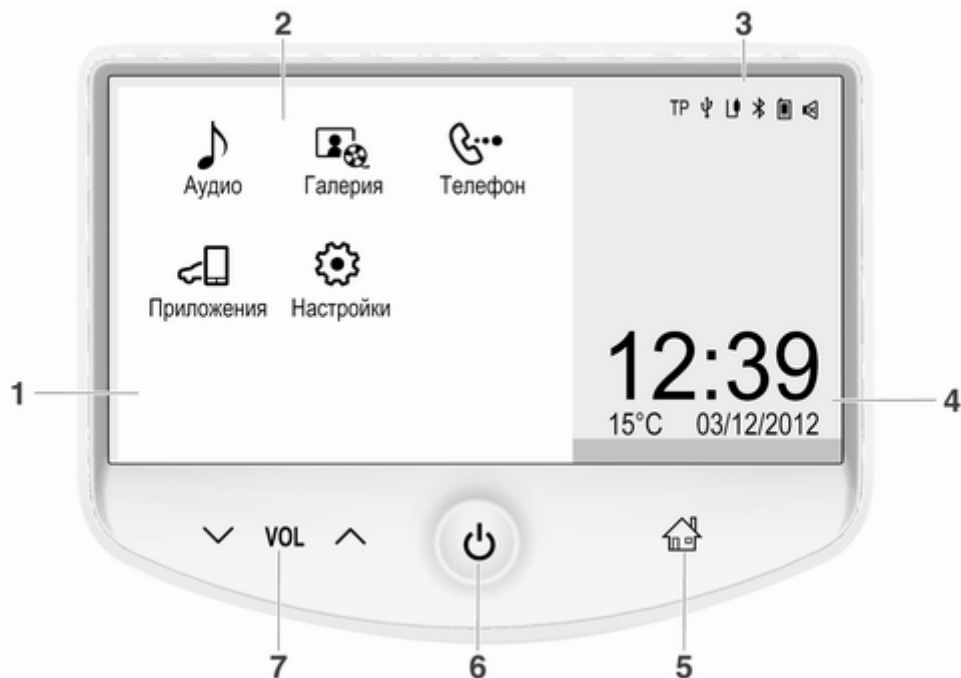 2
3
TP
Аудио
Галерия
Телефон
Приложения
Настройки
1
12:39
4
15°C 03/12/2012
VOL
7
6
5